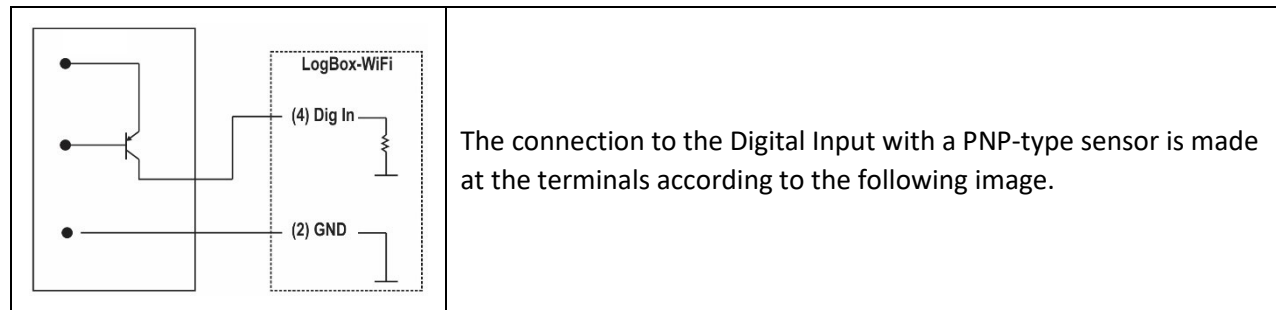 LogBox-WiFi
(4) Dig In
(2) GND
The connection to the Digital Input with a PNP-type sensor is made
at the terminals according to the following image.